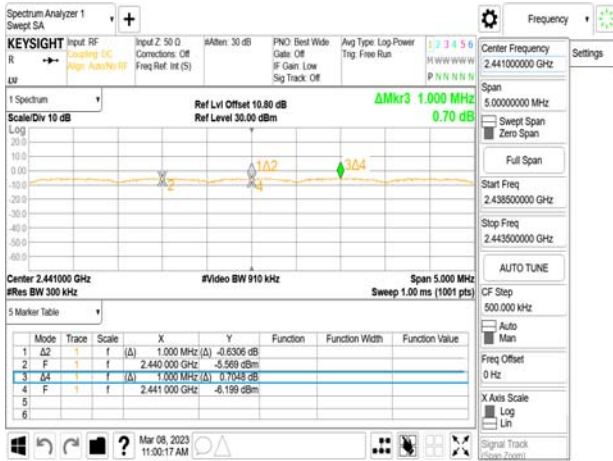 Spectrum Analyzer 1
Swept SA
+
Frequency
KEYSIGHT Input: RF Input Z: 50 Ω #Atten: 30 dB PNO: Best Wide Avg Type: Log-Power 1 2 3 4 5 6
R Coupling: DC Corrections: Off Gate: Off Trig: Free Run M W W W W W
Align: Auto/No RF Freq Ref: Int (S) IF Gain: Low
Sig Track: Off P N N N N N
LXI
1 Spectrum
Ref Lvl Offset 10.80 dB
ΔMkr3 1.000 MHz
Scale/Div 10 dB Ref Level 30.00 dBm 0.70 dB
Log
20.0
10.0
0.00
-10.0
-20.0
-30.0
-40.0
-50.0
-60.0
2
1Δ2
4
3Δ4
Center 2.441000 GHz #Video BW 910 kHz Span 5.000 MHz
#Res BW 300 kHz Sweep 1.00 ms (1001 pts)
5 Marker Table
Mode Trace Scale X Y Function Function Width Function Value
1 Δ2 1 f (Δ) 1.000 MHz (Δ) -0.6306 dB
2 F 1 f 2.440 000 GHz -5.569 dBm
3 Δ4 1 f (Δ) 1.000 MHz (Δ) 0.7048 dB
4 F 1 f 2.441 000 GHz -6.199 dBm
5
6
?
Mar 08, 2023
11:00:17 AM
Center Frequency
2.441000000 GHz
Settings
Span
5.00000000 MHz
Swept Span
Zero Span
Full Span
Start Freq
2.438500000 GHz
Stop Freq
2.443500000 GHz
AUTO TUNE
CF Step
500.000 kHz
Auto
Man
Freq Offset
0 Hz
X Axis Scale
Log
Lin
Signal Track
(Span Zoom)